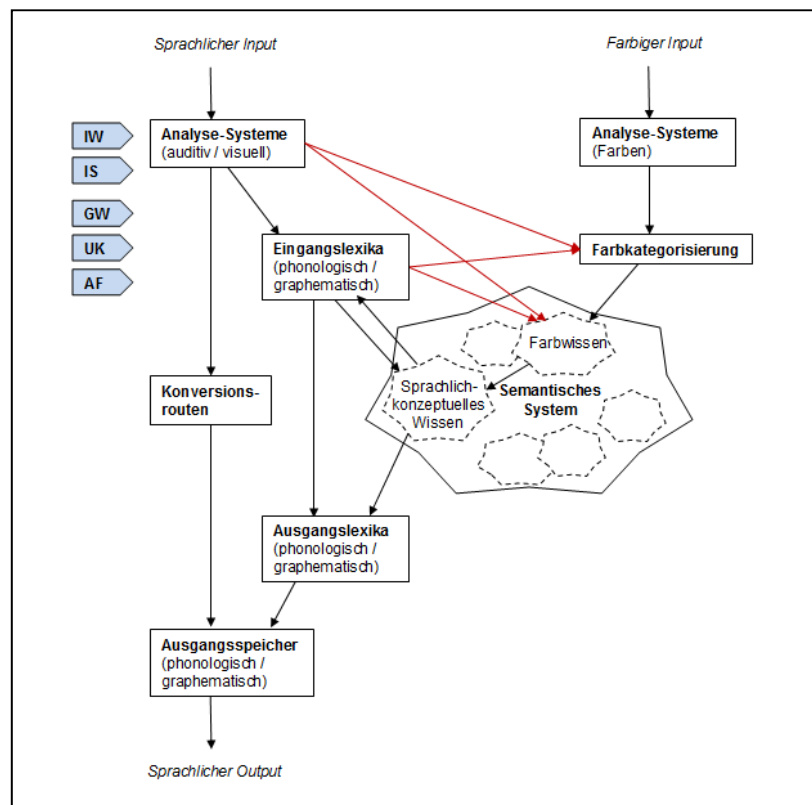 Sprachlicher Input
Farbiger Input
IW
IS
GW
UK
AF
Analyse-Systeme
(auditiv / visuell)
Analyse-Systeme
(Farben)
Eingangslexika
(phonologisch /
graphematisch)
Farbkategorisierung
Farbwissen
Sprachlich-
konzeptuelles
Wissen
Semantisches
System
Konversions-
routen
Ausgangslexika
(phonologisch /
graphematisch)
Ausgangsspeicher
(phonologisch /
graphematisch)
Sprachlicher Output